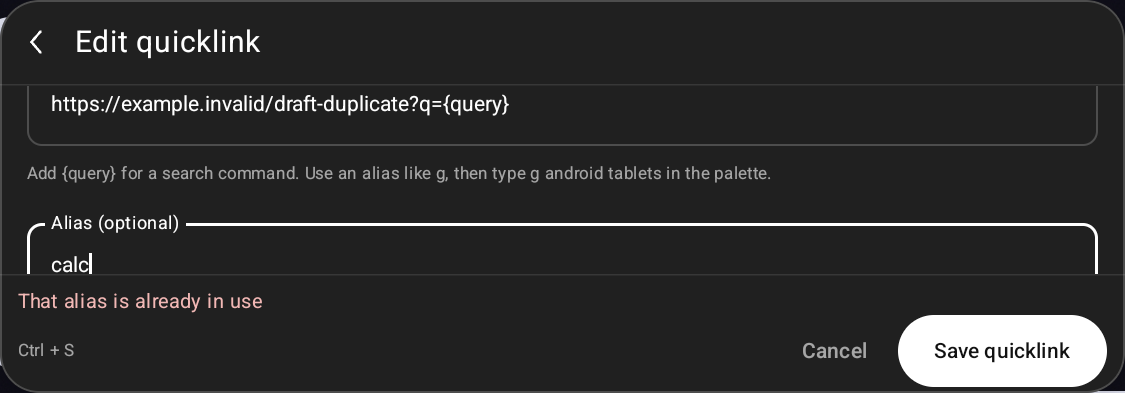 Edit quicklink
https://example.invalid/draft-duplicate?q={query}
Add {query} for a search command. Use an alias like g, then type g android tablets in the palette.
Alias (optional)
calc
That alias is already in use
Ctrl + S
Cancel
Save quicklink